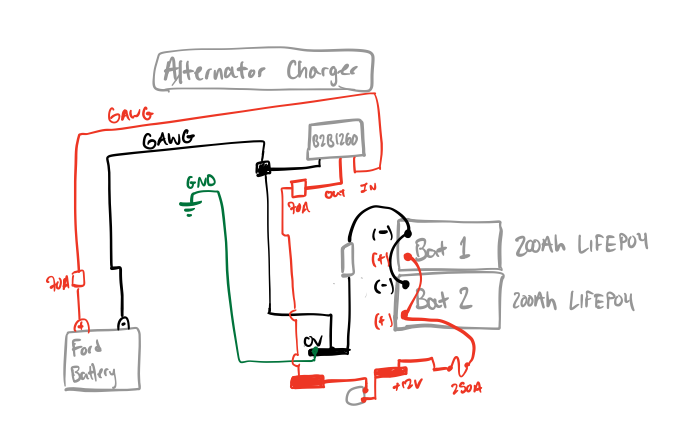 Alternator Charger
6AWG
6AWG
B2B1260
GND
70A
OUT
IN
(-)
Bat 1
200Ah LiFEPO4
(+)
(-)
Bat 2
200Ah LiFEPO4
(+)
70A
+
-
Ford
Battery
0V
+12V
250A